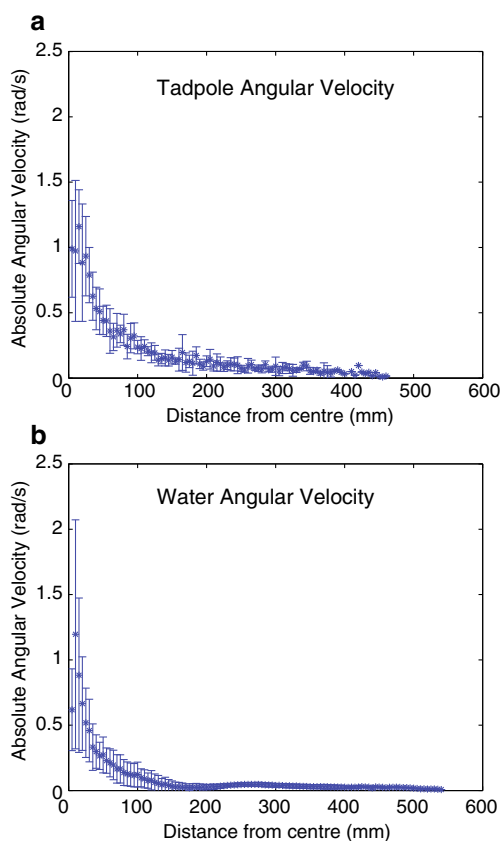 a
2.5
Tadpole Angular Velocity
2
1.5
1
0.5
0
0 100 200 300 400 500 600
Absolute Angular Velocity (rad/s)
Distance from centre (mm)
b
2.5
Water Angular Velocity
2
1.5
1
0.5
0
0 100 200 300 400 500 600
Absolute Angular Velocity (rad/s)
Distance from centre (mm)